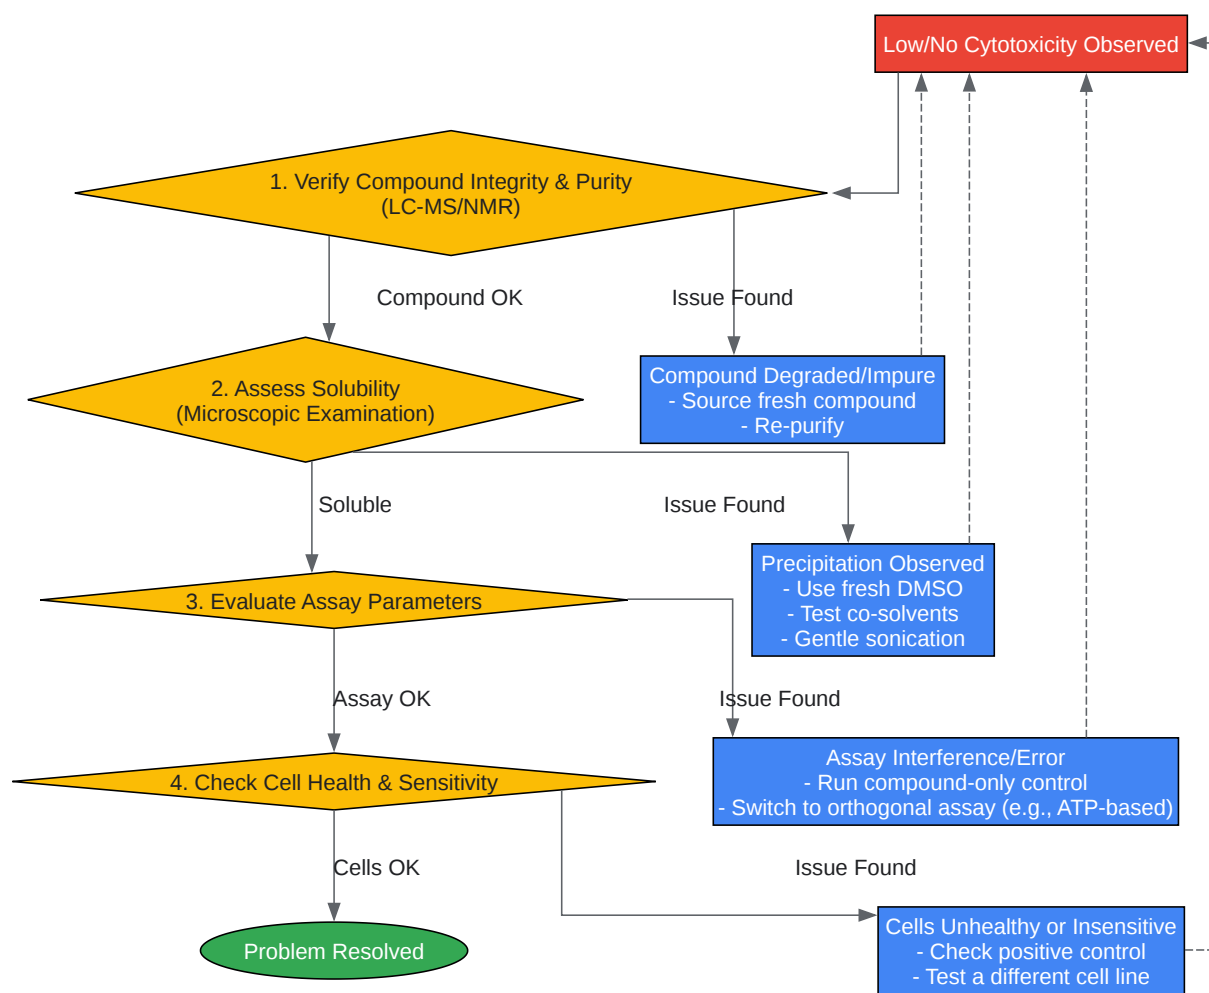 Low/No Cytotoxicity Observed
1. Verify Compound Integrity & Purity
(LC-MS/NMR)
Compound OK
Issue Found
2. Assess Solubility
(Microscopic Examination)
Compound Degraded/Impure
- Source fresh compound
- Re-purify
Soluble
Issue Found
Precipitation Observed
- Use fresh DMSO
- Test co-solvents
- Gentle sonication
3. Evaluate Assay Parameters
Assay OK
Issue Found
Assay Interference/Error
- Run compound-only control
- Switch to orthogonal assay (e.g., ATP-based)
4. Check Cell Health & Sensitivity
Cells OK
Issue Found
Problem Resolved
Cells Unhealthy or Insensitive
- Check positive control
- Test a different cell line